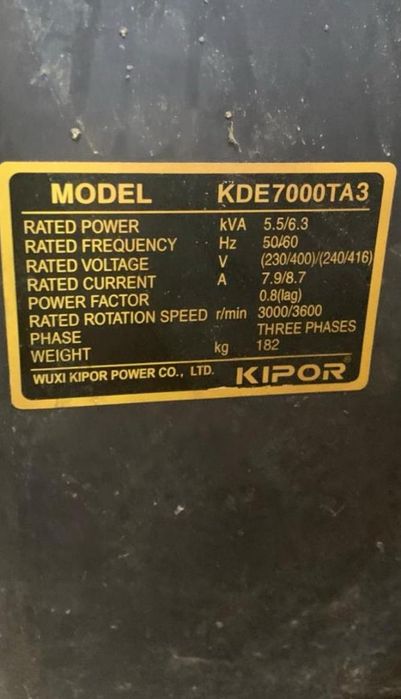 MODEL KDE7000TA3
RATED POWER kVA 5.5/6.3
RATED FREQUENCY Hz 50/60
RATED VOLTAGE V (230/400)/(240/416)
RATED CURRENT A 7.9/8.7
POWER FACTOR 0.8(lag)
RATED ROTATION SPEED r/min 3000/3600
PHASE THREE PHASES
WEIGHT kg 182
WUXI KIPOR POWER CO., LTD. KIPOR®